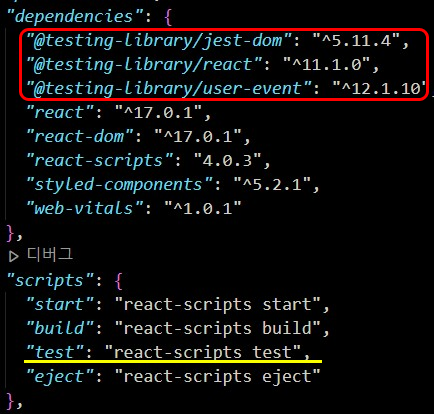 "dependencies": {
"@testing-library/jest-dom": "^5.11.4",
"@testing-library/react": "^11.1.0",
"@testing-library/user-event": "^12.1.10",
"react": "^17.0.1",
"react-dom": "^17.0.1",
"react-scripts": "4.0.3",
"styled-components": "^5.2.1",
"web-vitals": "^1.0.1"
},
디버그
"scripts": {
"start": "react-scripts start",
"build": "react-scripts build",
"test": "react-scripts test",
"eject": "react-scripts eject"
},